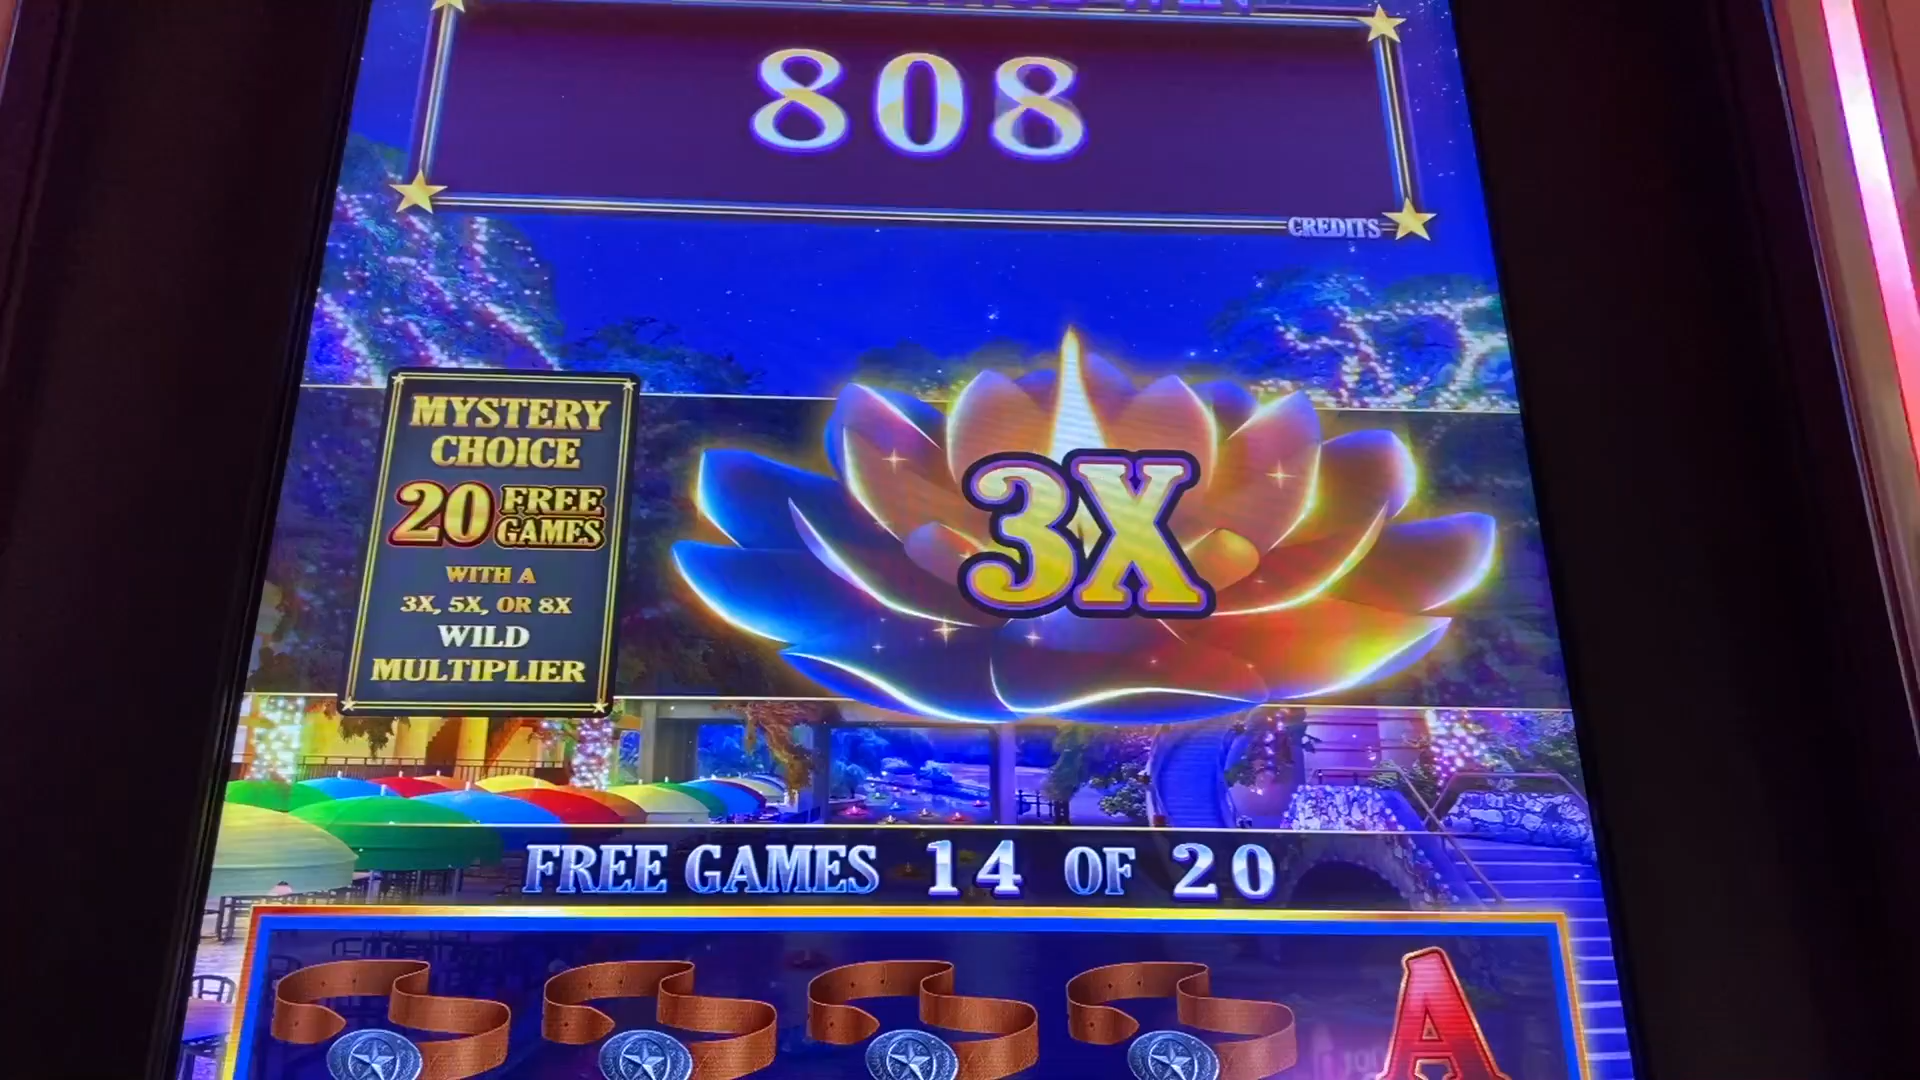 WIN
808
CREDITS
MYSTERY
CHOICE
20 FREE
GAMES
WITH A
3X, 5X, OR 8X
WILD
MULTIPLIER
3X
FREE GAMES 14 OF 20
A